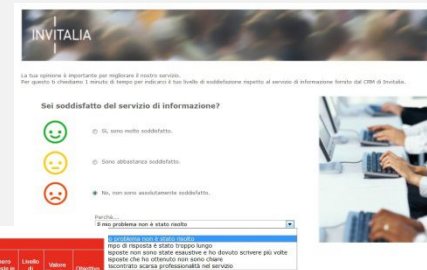 INVITALIA
La tua opinione è importante per migliorare il nostro servizio.
Per questo ti chiediamo 1 minuto di tempo per indicarci il tuo livello di soddisfazione rispetto al servizio di informazione fornito dal CRM di Invitalia.
Sei soddisfatto del servizio di informazione?
Sì, sono molto soddisfatto.
Sono abbastanza soddisfatto.
No, non sono assolutamente soddisfatto.
Perchè...
Il mio problema non è stato risolto
o problema non è stato risolto
mpo di risposta è stato troppo lungo
isposte non sono state esaustive e ho dovuto scrivere più volte
isposte che ho ottenuto non sono chiare
iscontrato scarsa professionalità nel servizio
Livello
di
Valore
Obiettivo